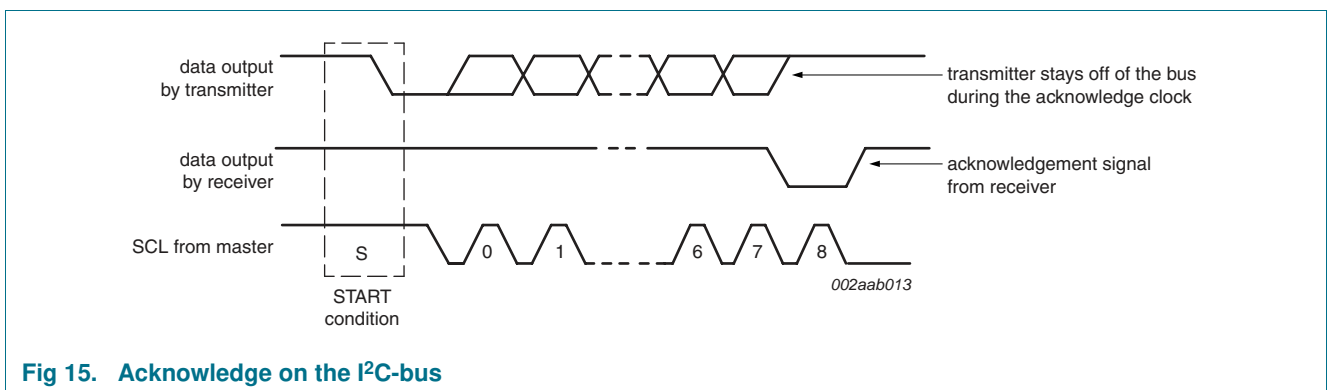 data output
by transmitter
transmitter stays off of the bus
during the acknowledge clock
data output
by receiver
acknowledgement signal
from receiver
SCL from master
S
0
1
6
7
8
002aab013
START
condition
Fig 15. Acknowledge on the I²C-bus